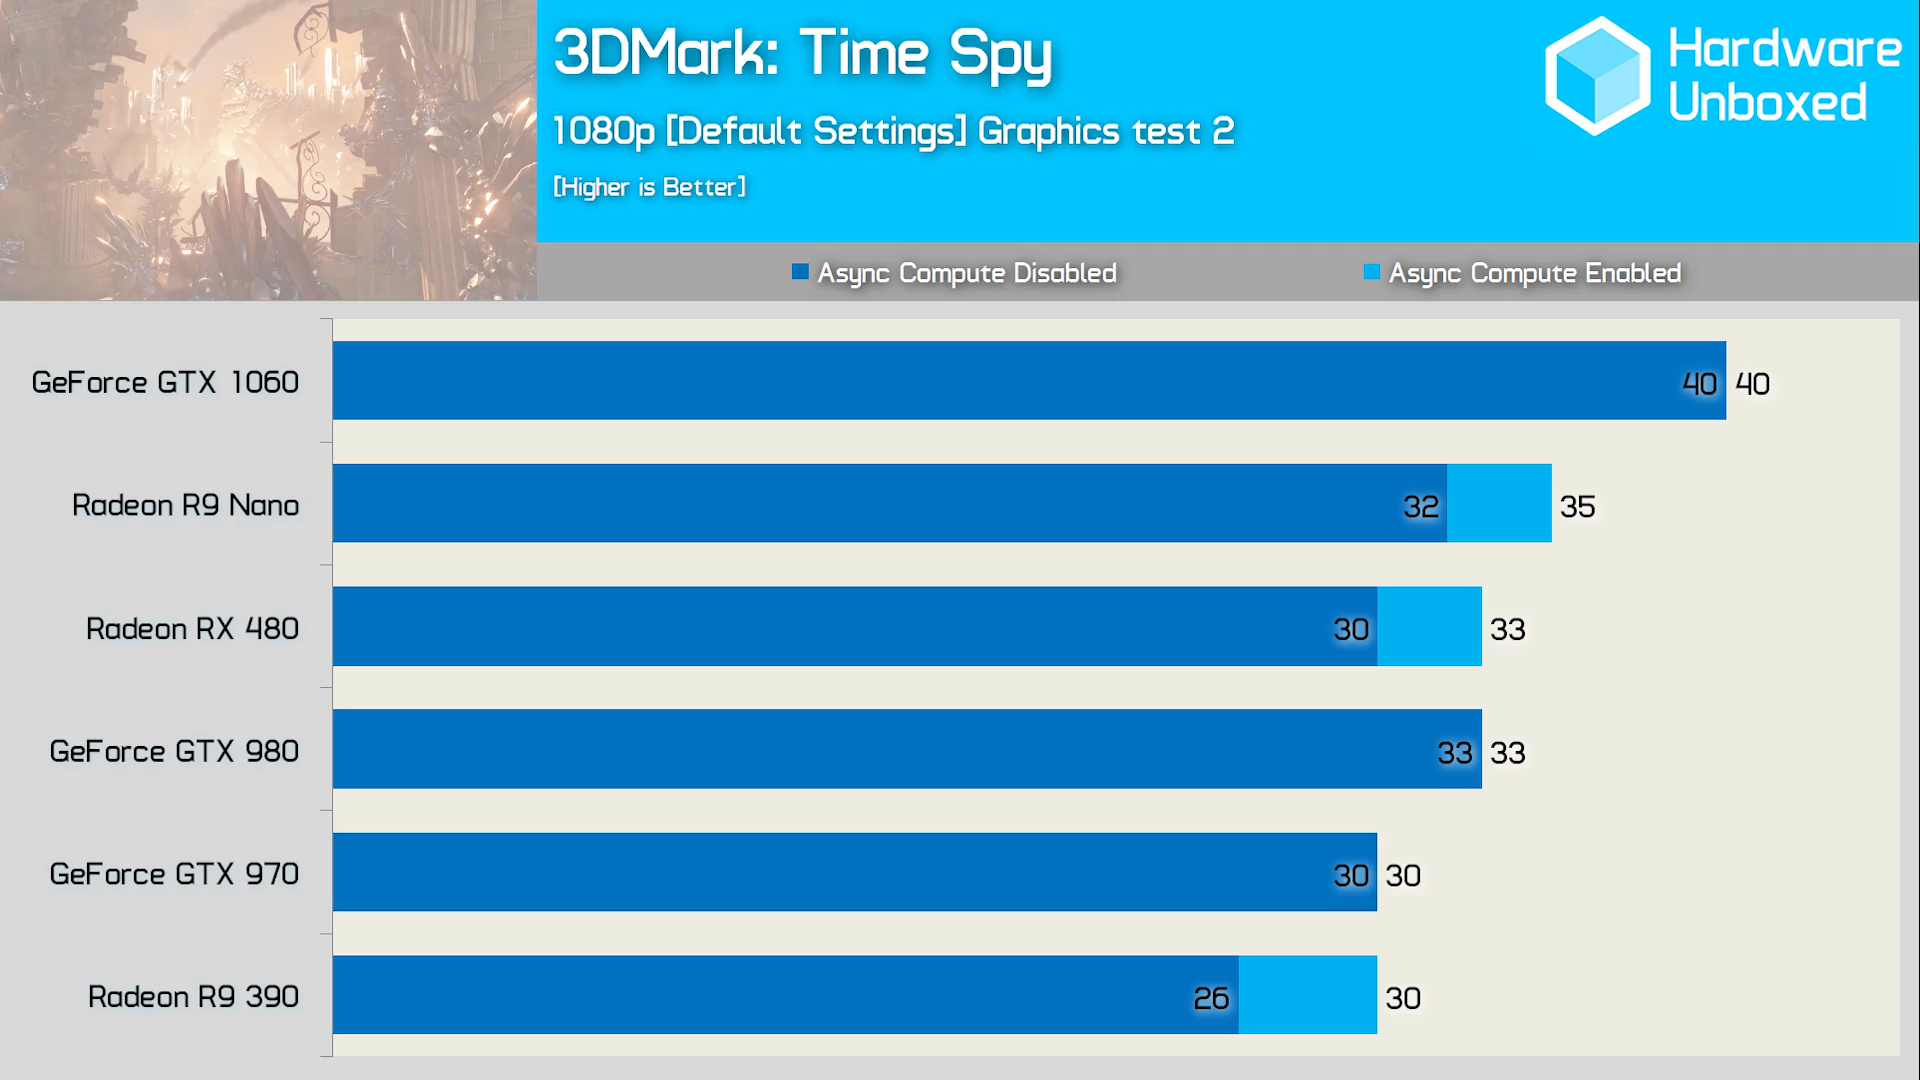 3DMark: Time Spy
1080p [Default Settings] Graphics test 2
[Higher is Better]
Hardware
Unboxed
Async Compute Disabled
Async Compute Enabled
GeForce GTX 1060 40 40
Radeon R9 Nano 32 35
Radeon RX 480 30 33
GeForce GTX 980 33 33
GeForce GTX 970 30 30
Radeon R9 390 26 30